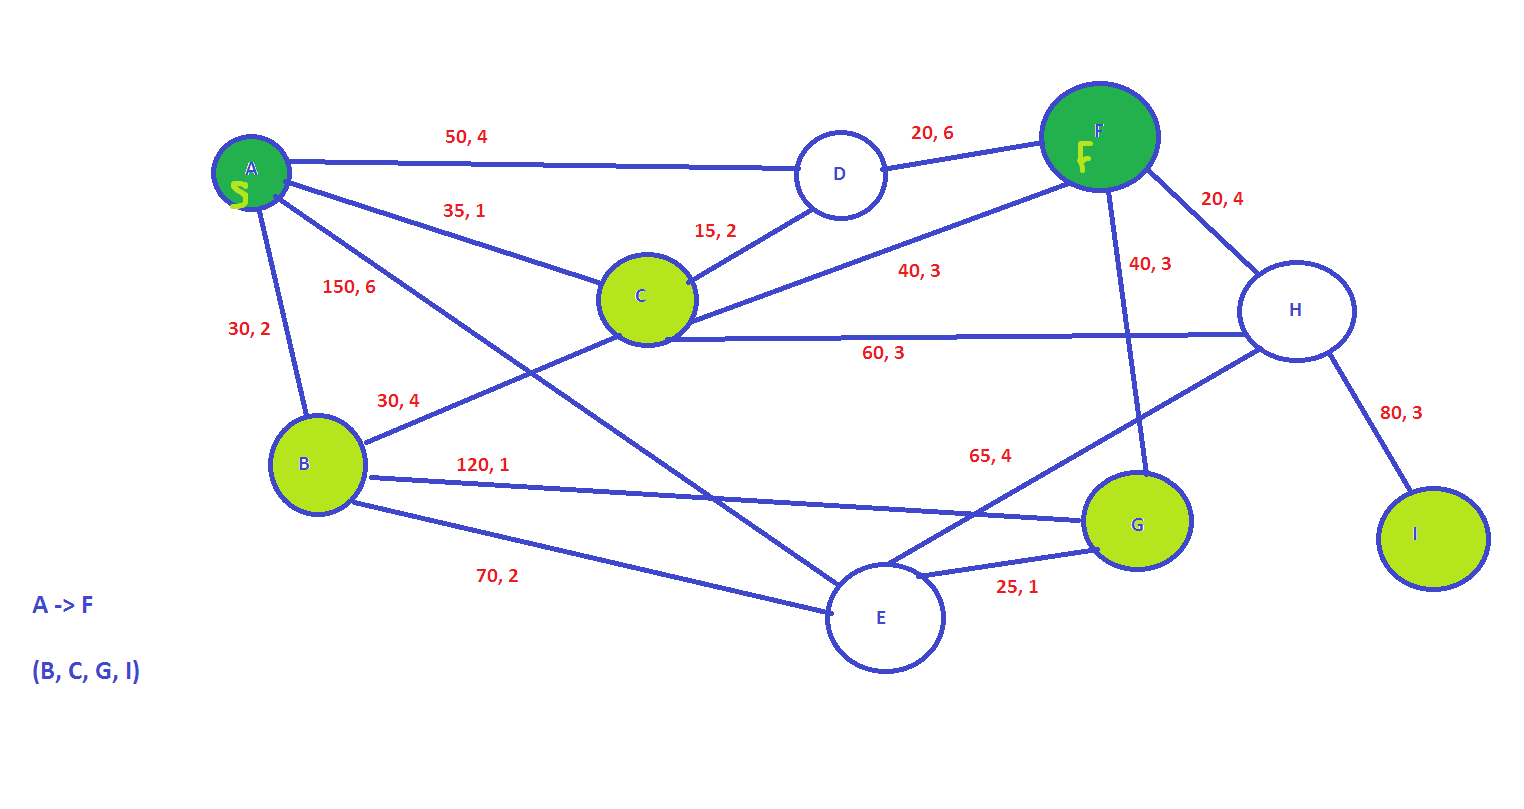 F
20, 6
50, 4
A
D
F
S
20, 4
35, 1
15, 2
40, 3
40, 3
150, 6
C
H
30, 2
60, 3
30, 4
80, 3
B
120, 1
65, 4
G
I
70, 2
25, 1
A -> F
E
(B, C, G, I)